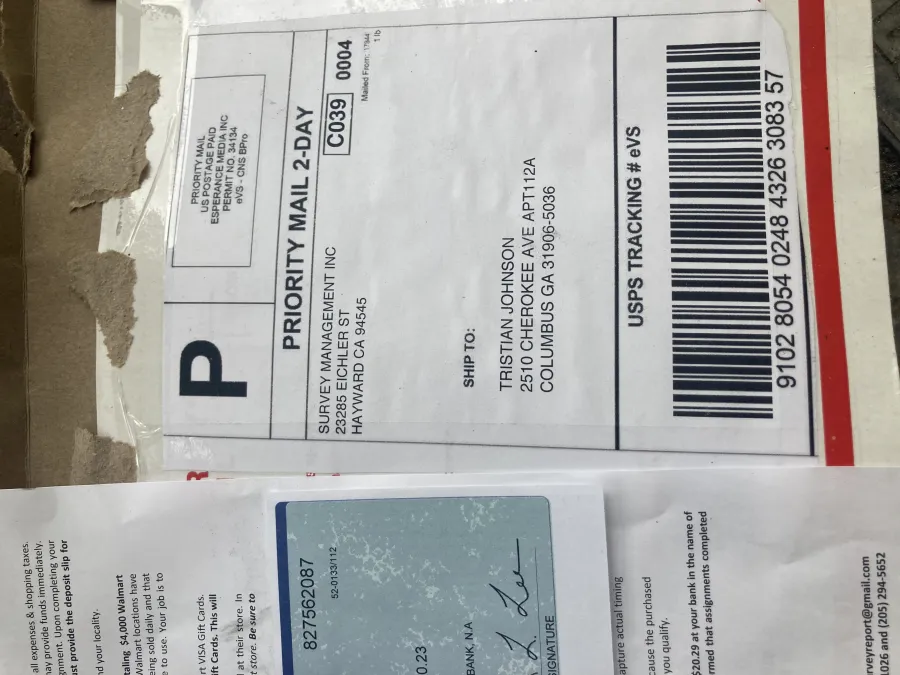 P
PRIORITY MAIL
US POSTAGE PAID
ESPERANCE MEDIA INC
PERMIT NO. 34134
eVS - CNS BPro
PRIORITY MAIL 2-DAY
SURVEY MANAGEMENT INC
23285 EICHLER ST
HAYWARD CA 94545
C039
0004
Mailed From: 17944
1 lb
SHIP TO:
TRISTIAN JOHNSON
2510 CHEROKEE AVE APT112A
COLUMBUS GA 31906-5036
USPS TRACKING # eVS
9102 8054 0248 4326 3083 57
all expenses & shopping taxes.
may provide funds immediately.
gnment. Upon completing your
ust provide the deposit slip for
nd your locality.
taling $4,000 Walmart
Walmart locations have
eing sold daily and that
e to use. Your job is to
rt VISA Gift Cards.
ift Cards. This will
l at their store. In
t store. Be sure to
827562087
52-0133/112
0.23
BANK, N.A
L. Lee
SIGNATURE
apture actual timing
cause the purchased
you qualify.
$20.29 at your bank in the name of
rmed that assignments completed
rveyreport@gmail.com
1026 and (205) 294-5652